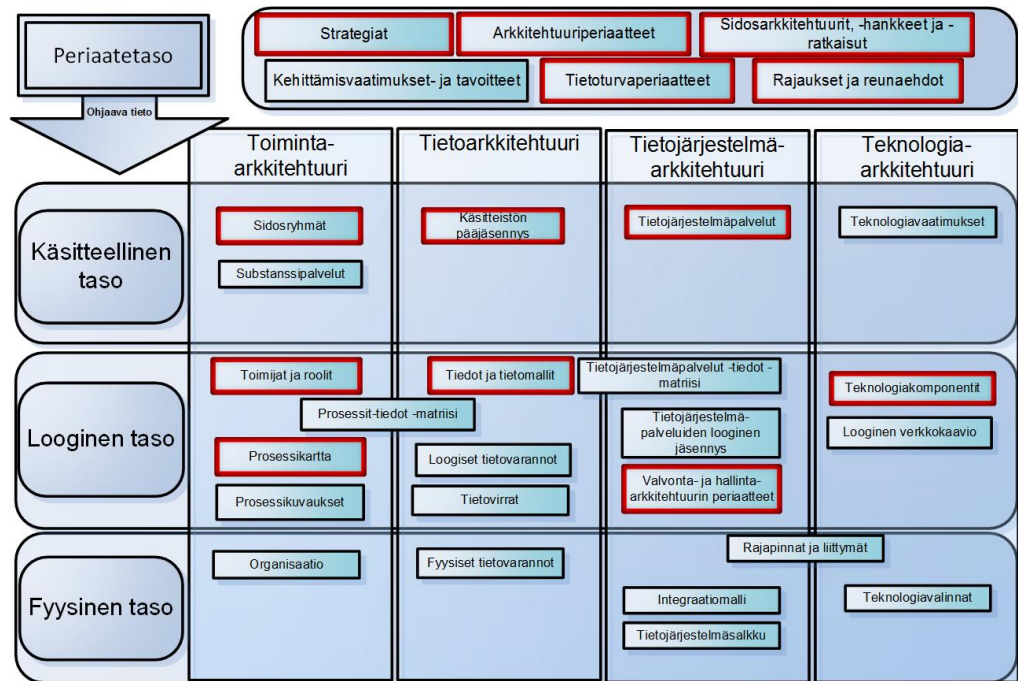 Periaatetaso
Ohjaava tieto
Strategiat
Arkkitehtuuriperiaatteet
Sidosarkkitehtuurit, -hankkeet ja -
ratkaisut
Kehittämisvaatimukset- ja tavoitteet
Tietoturvaperiaatteet
Rajaukset ja reunaehdot
Toiminta-
arkkitehtuuri
Tietoarkkitehtuuri
Tietojärjestelmä-
arkkitehtuuri
Teknologia-
arkkitehtuuri
Käsitteellinen
taso
Sidosryhmät
Substanssipalvelut
Käsitteistön
pääjäsennys
Tietojärjestelmäpalvelut
Teknologiavaatimukset
Looginen taso
Toimijat ja roolit
Tiedot ja tietomallit
Tietojärjestelmäpalvelut -tiedot -
matriisi
Teknologiakomponentit
Prosessit-tiedot -matriisi
Tietojärjestelmä-
palveluiden looginen
jäsennys
Looginen verkkokaavio
Prosessikartta
Loogiset tietovarannot
Valvonta- ja hallinta-
arkkitehtuurin periaatteet
Prosessikuvaukset
Tietovirrat
Fyysinen taso
Organisaatio
Fyysiset tietovarannot
Rajapinnat ja liittymät
Integraatiomalli
Teknologiavalinnat
Tietojärjestelmäsalkku